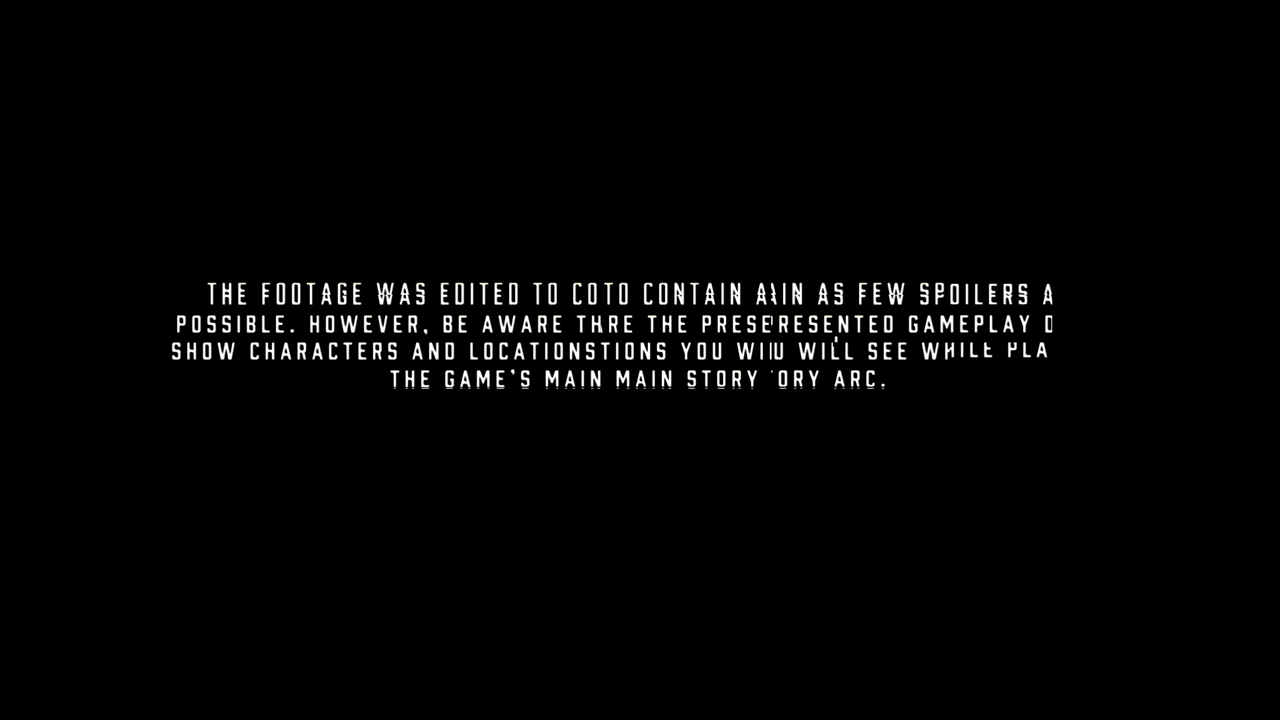 THE FOOTAGE WAS EDITED TO COTO CONTAIN AIN AS FEW SPOILERS A
POSSIBLE. HOWEVER, BE AWARE THRE THE PRESERESENTED GAMEPLAY D
SHOW CHARACTERS AND LOCATIONSTIONS YOU WIU WILL SEE WHILE PLA
THE GAME'S MAIN MAIN STORY ORY ARC.